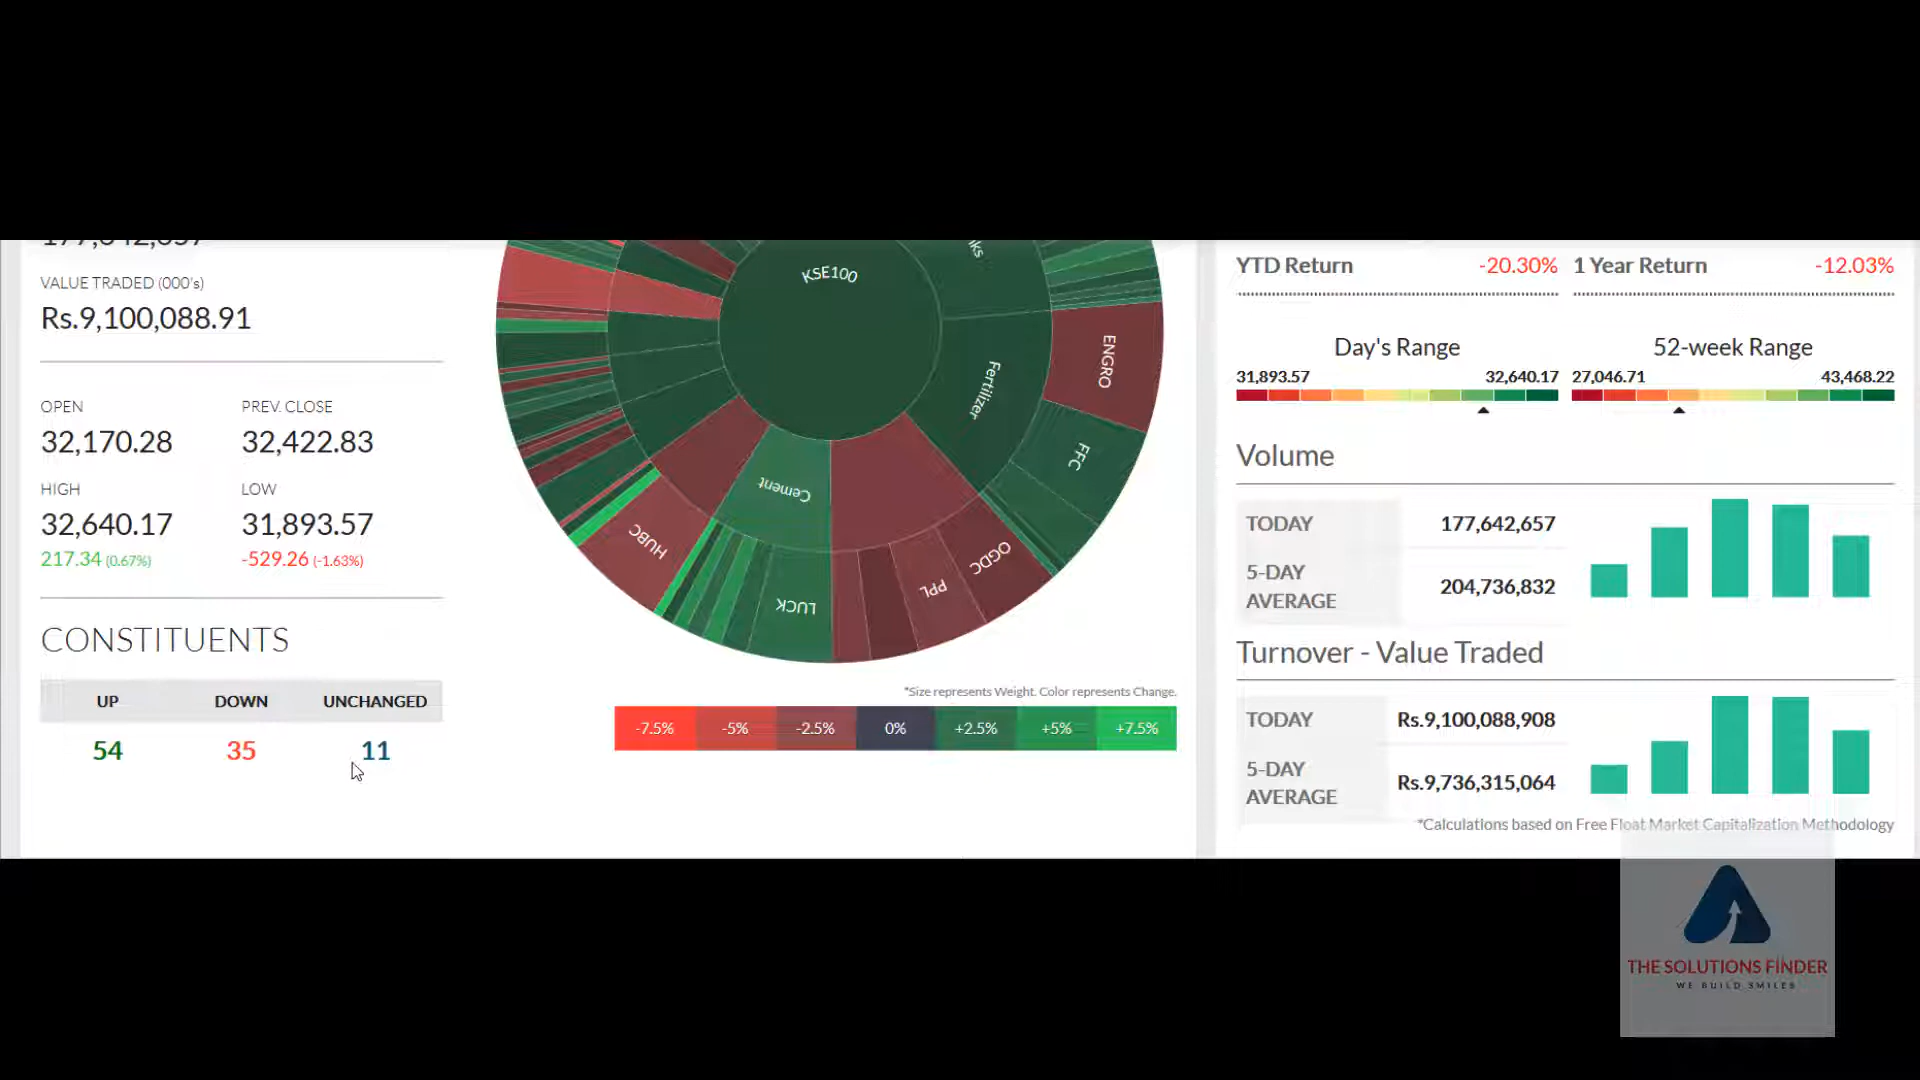 VALUE TRADED (000's)
Rs.9,100,088.91
OPEN
PREV. CLOSE
32,170.28
32,422.83
HIGH
LOW
32,640.17
31,893.57
217.34 (0.67%)
-529.26 (-1.63%)
CONSTITUENTS
UP DOWN UNCHANGED
54 35 11
KSE100
Fertilizer
ENGRO
FFC
Cement
HUBC
LUCK
PPL
OGDC
*Size represents Weight. Color represents Change.
-7.5% -5% -2.5% 0% +2.5% +5% +7.5%
YTD Return -20.30%
1 Year Return -12.03%
Day's Range
31,893.57 32,640.17
52-week Range
27,046.71 43,468.22
Volume
TODAY 177,642,657
5-DAY
AVERAGE
204,736,832
Turnover - Value Traded
TODAY Rs.9,100,088,908
5-DAY
AVERAGE
Rs.9,736,315,064
*Calculations based on Free Float Market Capitalization Methodology
THE SOLUTIONS FINDER
WE BUILD SMILES